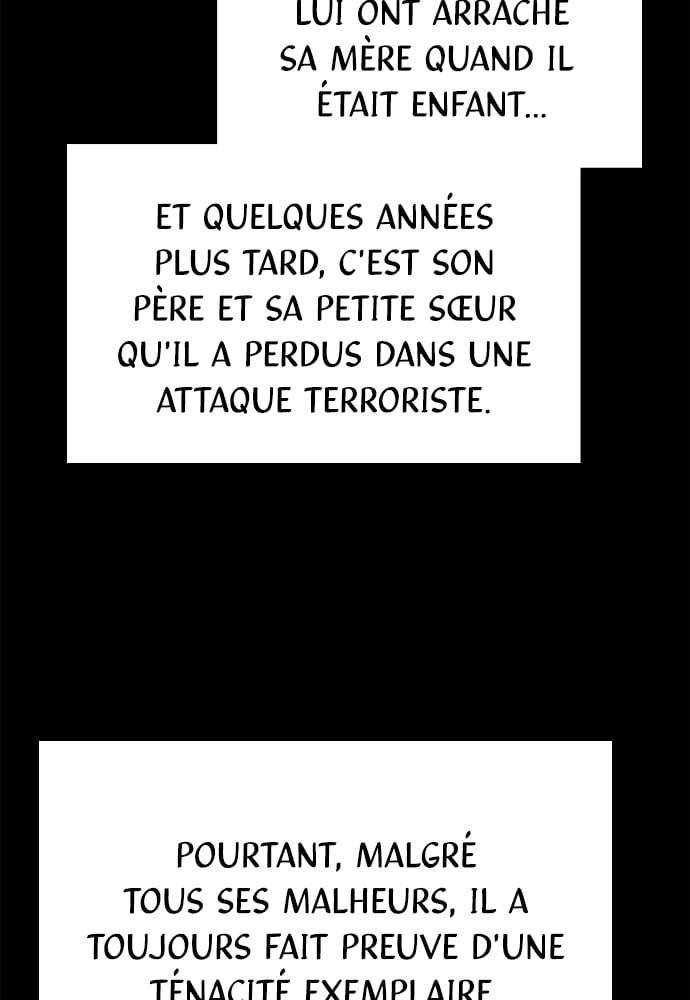 LUI ONT ARRACHÉ
SA MÈRE QUAND IL
ÉTAIT ENFANT...
ET QUELQUES ANNÉES
PLUS TARD, C'EST SON
PÈRE ET SA PETITE SŒUR
QU'IL A PERDUS DANS UNE
ATTAQUE TERRORISTE.
POURTANT, MALGRÉ
TOUS SES MALHEURS, IL A
TOUJOURS FAIT PREUVE D'UNE
TÉNACITÉ EXEMPLAIRE